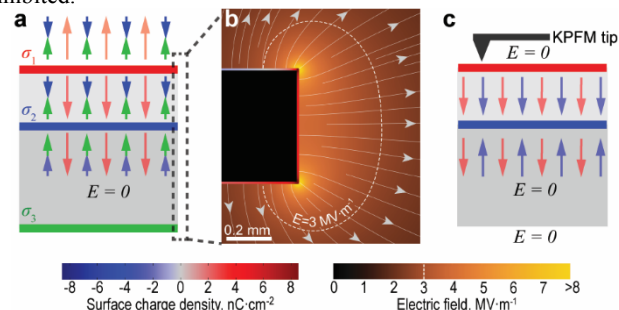 nibited.
a b c
KPFM tip
E = 0
σ1
σ2
E = 0
E = 0
σ3
E=3 MV·m⁻¹
0.2 mm
E = 0
-8 -6 -4 -2 0 2 4 6 8
Surface charge density, nC·cm⁻²
0 1 2 3 4 5 6 7 >8
Electric field, MV·m⁻¹